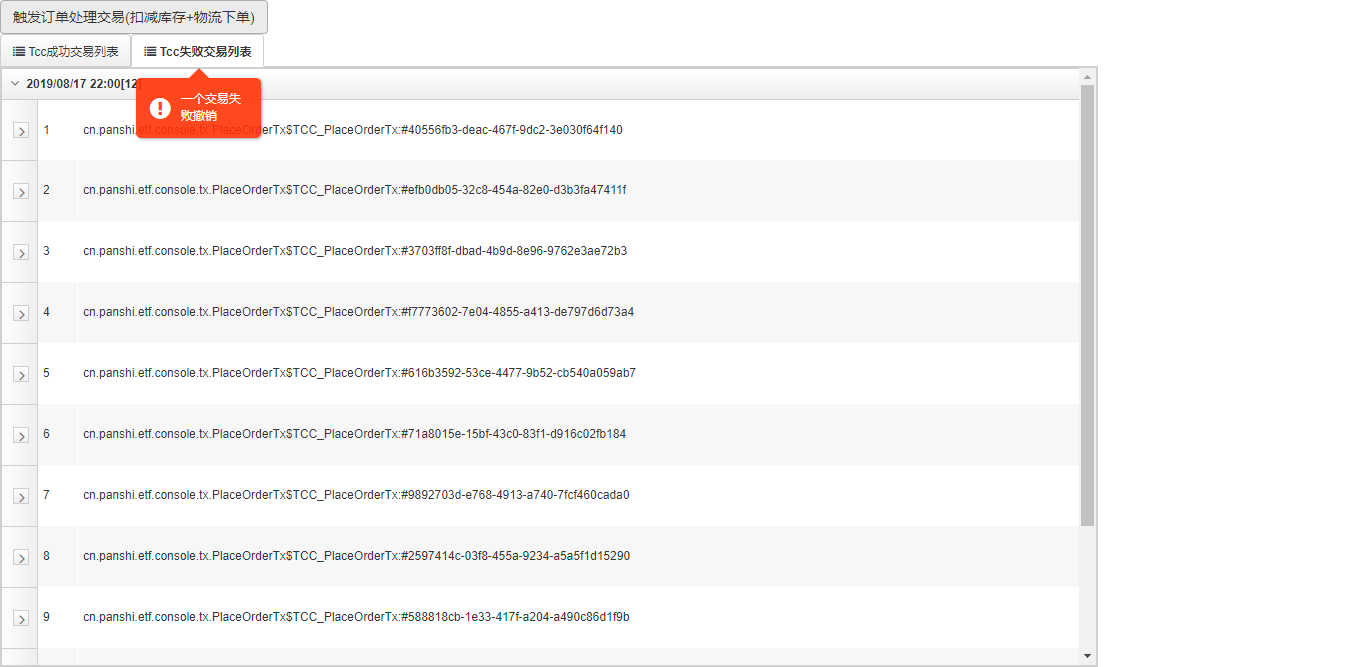 触发订单处理交易(扣减库存+物流下单)
Tcc成功交易列表 Tcc失败交易列表
2019/08/17 22:00[12]
一个交易失
败撤销
1 cn.panshi.etf.console.tx.PlaceOrderTx$TCC_PlaceOrderTx:#40556fb3-deac-467f-9dc2-3e030f64f140
2 cn.panshi.etf.console.tx.PlaceOrderTx$TCC_PlaceOrderTx:#efb0db05-32c8-454a-82e0-d3b3fa47411f
3 cn.panshi.etf.console.tx.PlaceOrderTx$TCC_PlaceOrderTx:#3703ff8f-dbad-4b9d-8e96-9762e3ae72b3
4 cn.panshi.etf.console.tx.PlaceOrderTx$TCC_PlaceOrderTx:#f7773602-7e04-4855-a413-de797d6d73a4
5 cn.panshi.etf.console.tx.PlaceOrderTx$TCC_PlaceOrderTx:#616b3592-53ce-4477-9b52-cb540a059ab7
6 cn.panshi.etf.console.tx.PlaceOrderTx$TCC_PlaceOrderTx:#71a8015e-15bf-43c0-83f1-d916c02fb184
7 cn.panshi.etf.console.tx.PlaceOrderTx$TCC_PlaceOrderTx:#9892703d-e768-4913-a740-7fcf460cada0
8 cn.panshi.etf.console.tx.PlaceOrderTx$TCC_PlaceOrderTx:#2597414c-03f8-455a-9234-a5a5f1d15290
9 cn.panshi.etf.console.tx.PlaceOrderTx$TCC_PlaceOrderTx:#588818cb-1e33-417f-a204-a490c86d1f9b